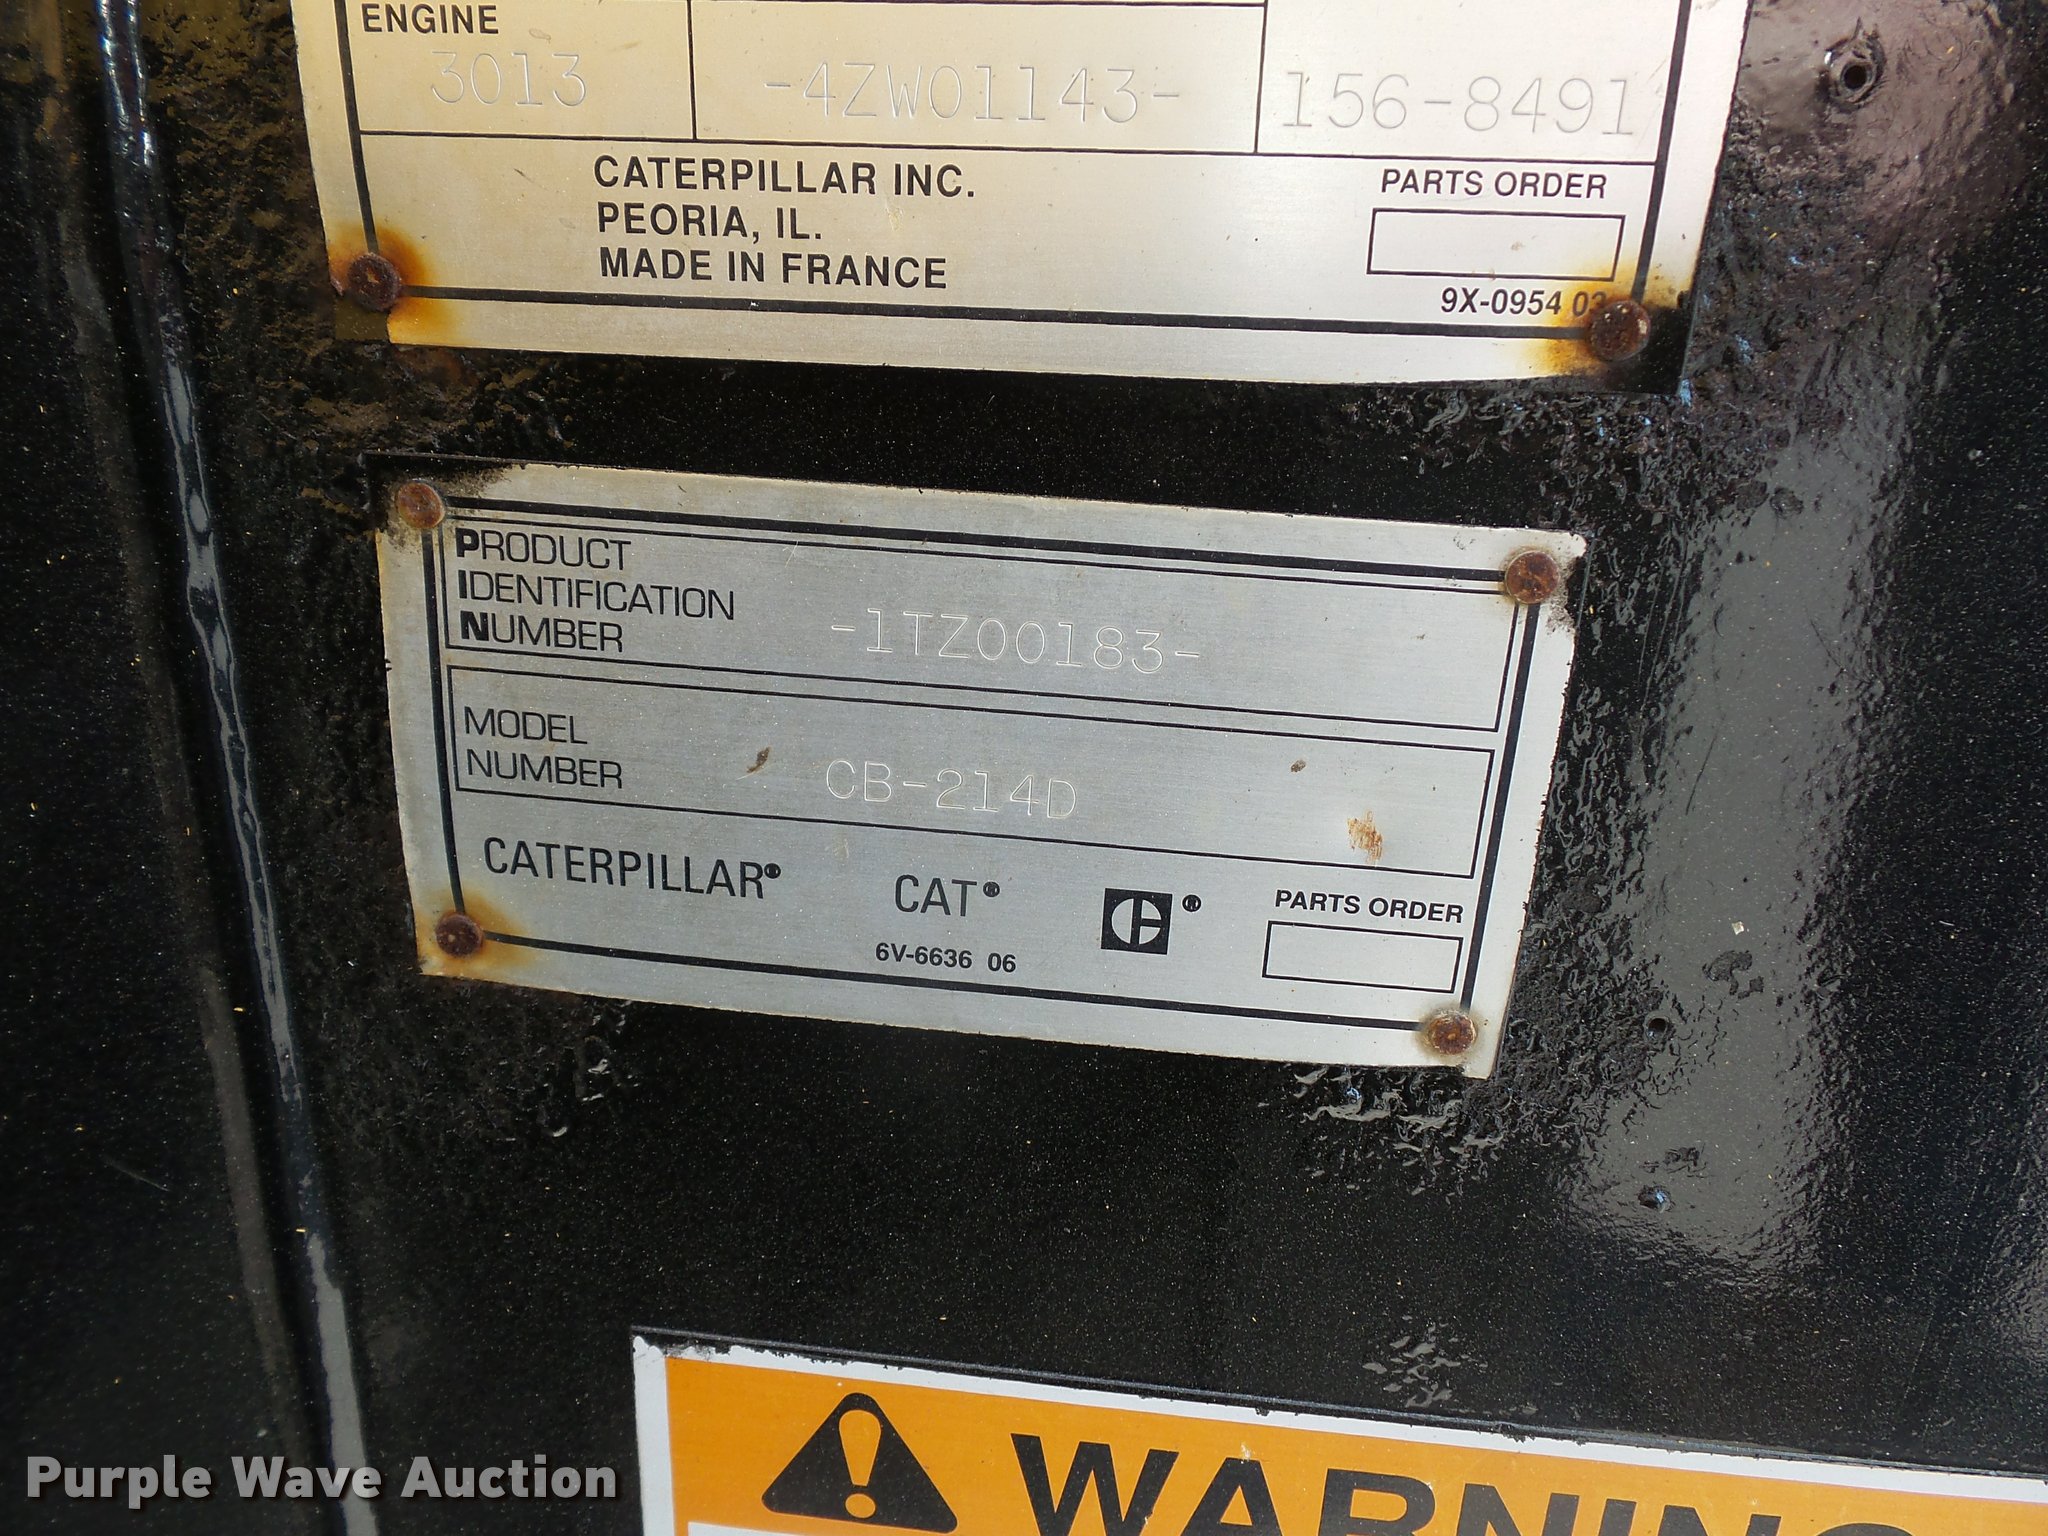 ENGINE
3013 -4ZW01143- 156-8491
CATERPILLAR INC.
PEORIA, IL.
MADE IN FRANCE
PARTS ORDER
9X-0954
PRODUCT
IDENTIFICATION
NUMBER
-1TZ00183-
MODEL
NUMBER
CB-214D
CATERPILLAR® CAT® ®
6V-6636 06
PARTS ORDER
WARNING
Purple Wave Auction